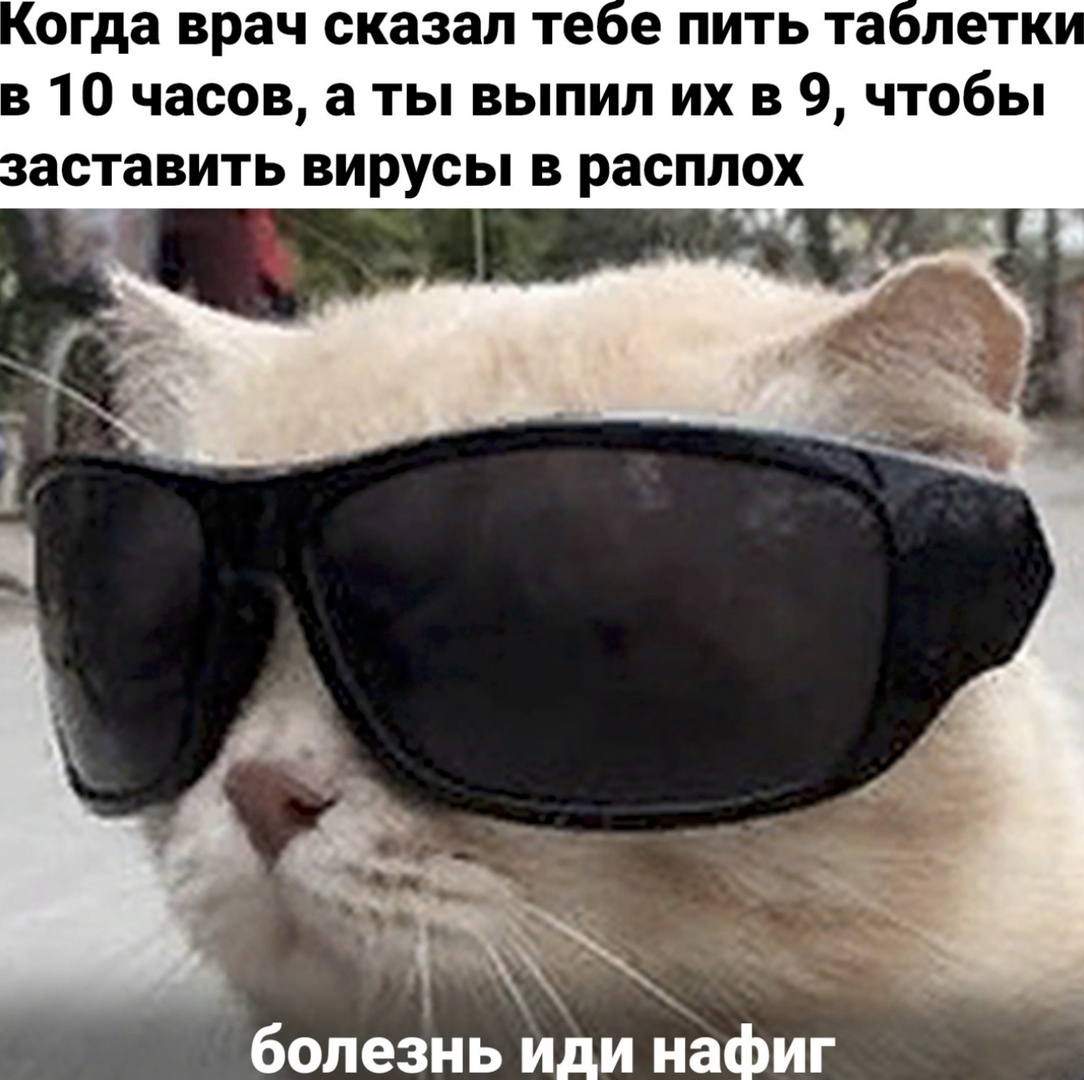 Когда врач сказал тебе пить таблетки
в 10 часов, а ты выпил их в 9, чтобы
заставить вирусы в расплох
болезнь иди нафиг